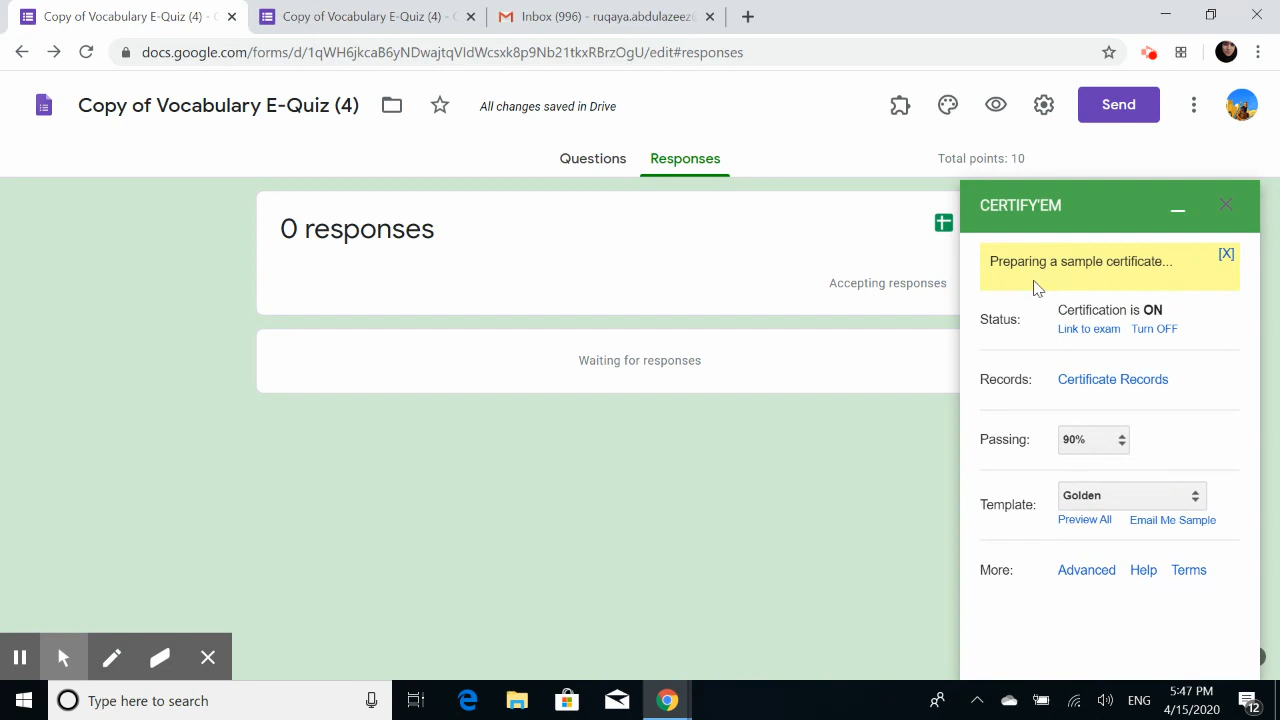 Copy of Vocabulary E-Quiz (4) -
Copy of Vocabulary E-Quiz (4) -
Inbox (996) - ruqaya.abdulazeez
docs.google.com/forms/d/1qWH6jkcaB6yNDwajtqVIdWcsxk8p9Nb21tkxRBrzOgU/edit#responses
Copy of Vocabulary E-Quiz (4)
All changes saved in Drive
Send
Questions
Responses
Total points: 10
0 responses
Accepting responses
Waiting for responses
CERTIFY'EM
Preparing a sample certificate...
[X]
Status:
Certification is ON
Link to exam Turn OFF
Records:
Certificate Records
Passing:
90%
Template:
Golden
Preview All Email Me Sample
More:
Advanced Help Terms
Type here to search
ENG
5:47 PM
4/15/2020
12